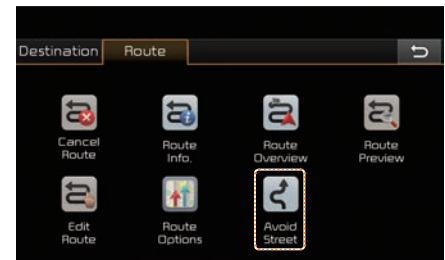 Destination
Route
Cancel
Route
Route
Info.
Route
Overview
Route
Preview
Edit
Route
Route
Options
Avoid
Street